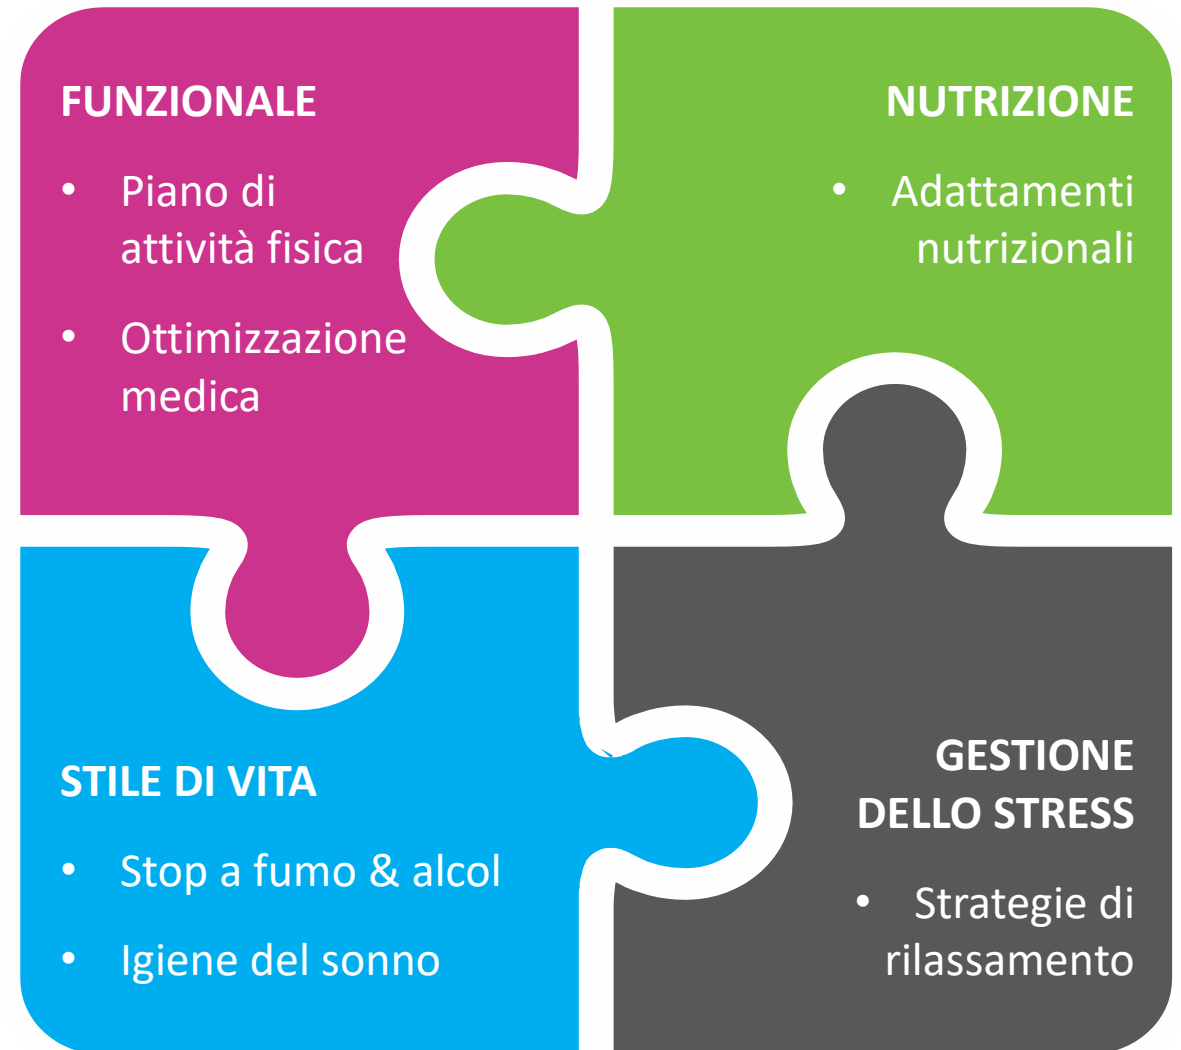 FUNZIONALE
• Piano di
attività fisica
• Ottimizzazione
medica
NUTRIZIONE
• Adattamenti
nutrizionali
STILE DI VITA
• Stop a fumo & alcol
• Igiene del sonno
GESTIONE
DELLO STRESS
• Strategie di
rilassamento